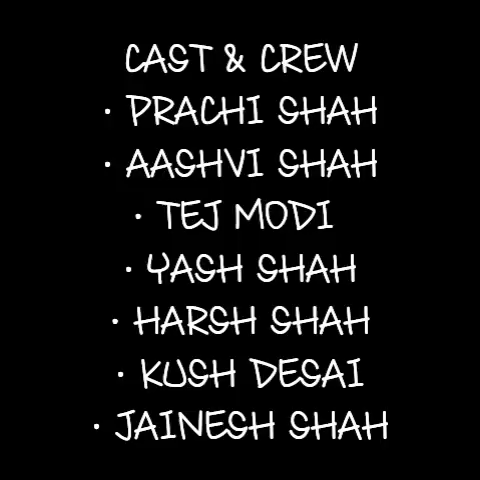 CAST & CREW
· PRACHI SHAH
· AASHVI SHAH
· TEJ MODI
· YASH SHAH
· HARSH SHAH
· KUSH DESAI
· JAINESH SHAH